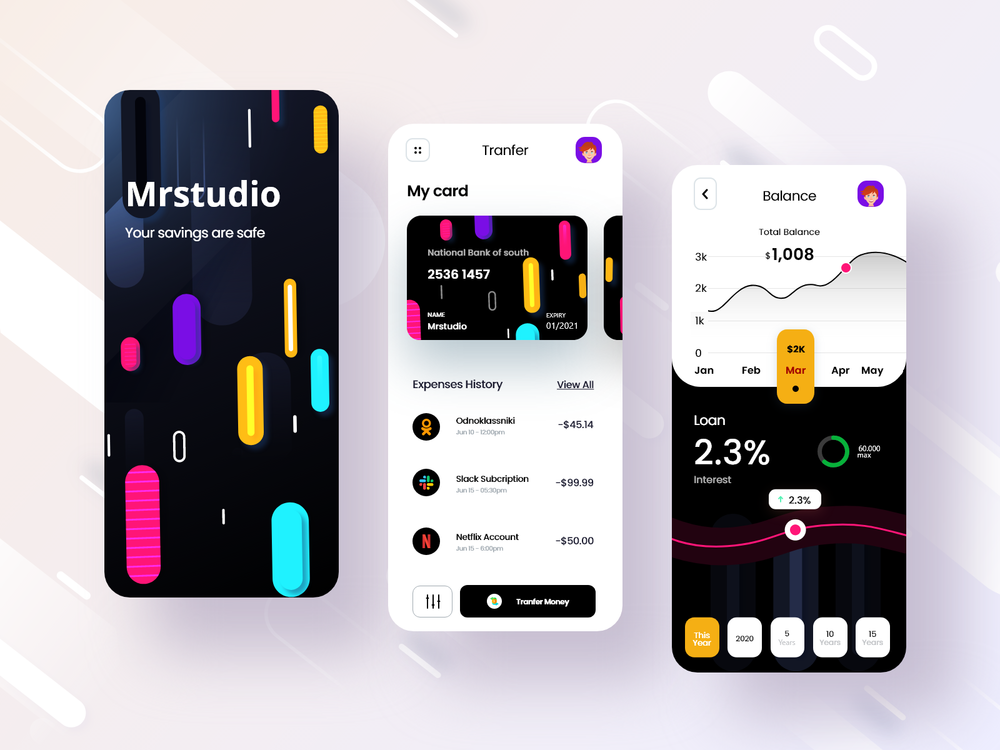 Mrstudio
Your savings are safe
Tranfer
My card
National Bank of south
2536 1457
NAME
Mrstudio
EXPIRY
01/2021
Expenses History
View All
Odnoklassniki
Jun 10 - 12:00pm
-$45.14
Slack Subcription
Jun 15 - 05:30pm
-$99.99
N
Netflix Account
Jun 15 - 6:00pm
-$50.00
Tranfer Money
Balance
Total Balance
$1,008
3k
2k
1k
0
$2K
Jan
Feb
Mar
Apr
May
Loan
2.3%
Interest
60.000
max
↑ 2.3%
This
Year
2020
5
Years
10
Years
15
Years